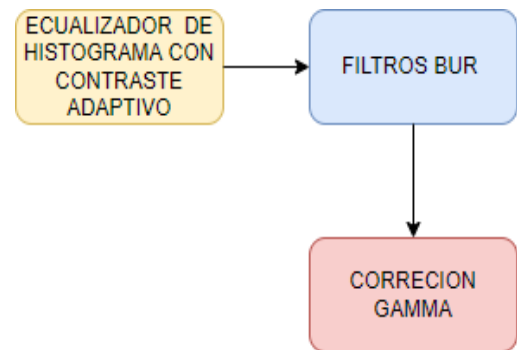 ECUALIZADOR DE
HISTOGRAMA CON
CONTRASTE
ADAPTIVO
FILTROS BUR
CORRECION
GAMMA